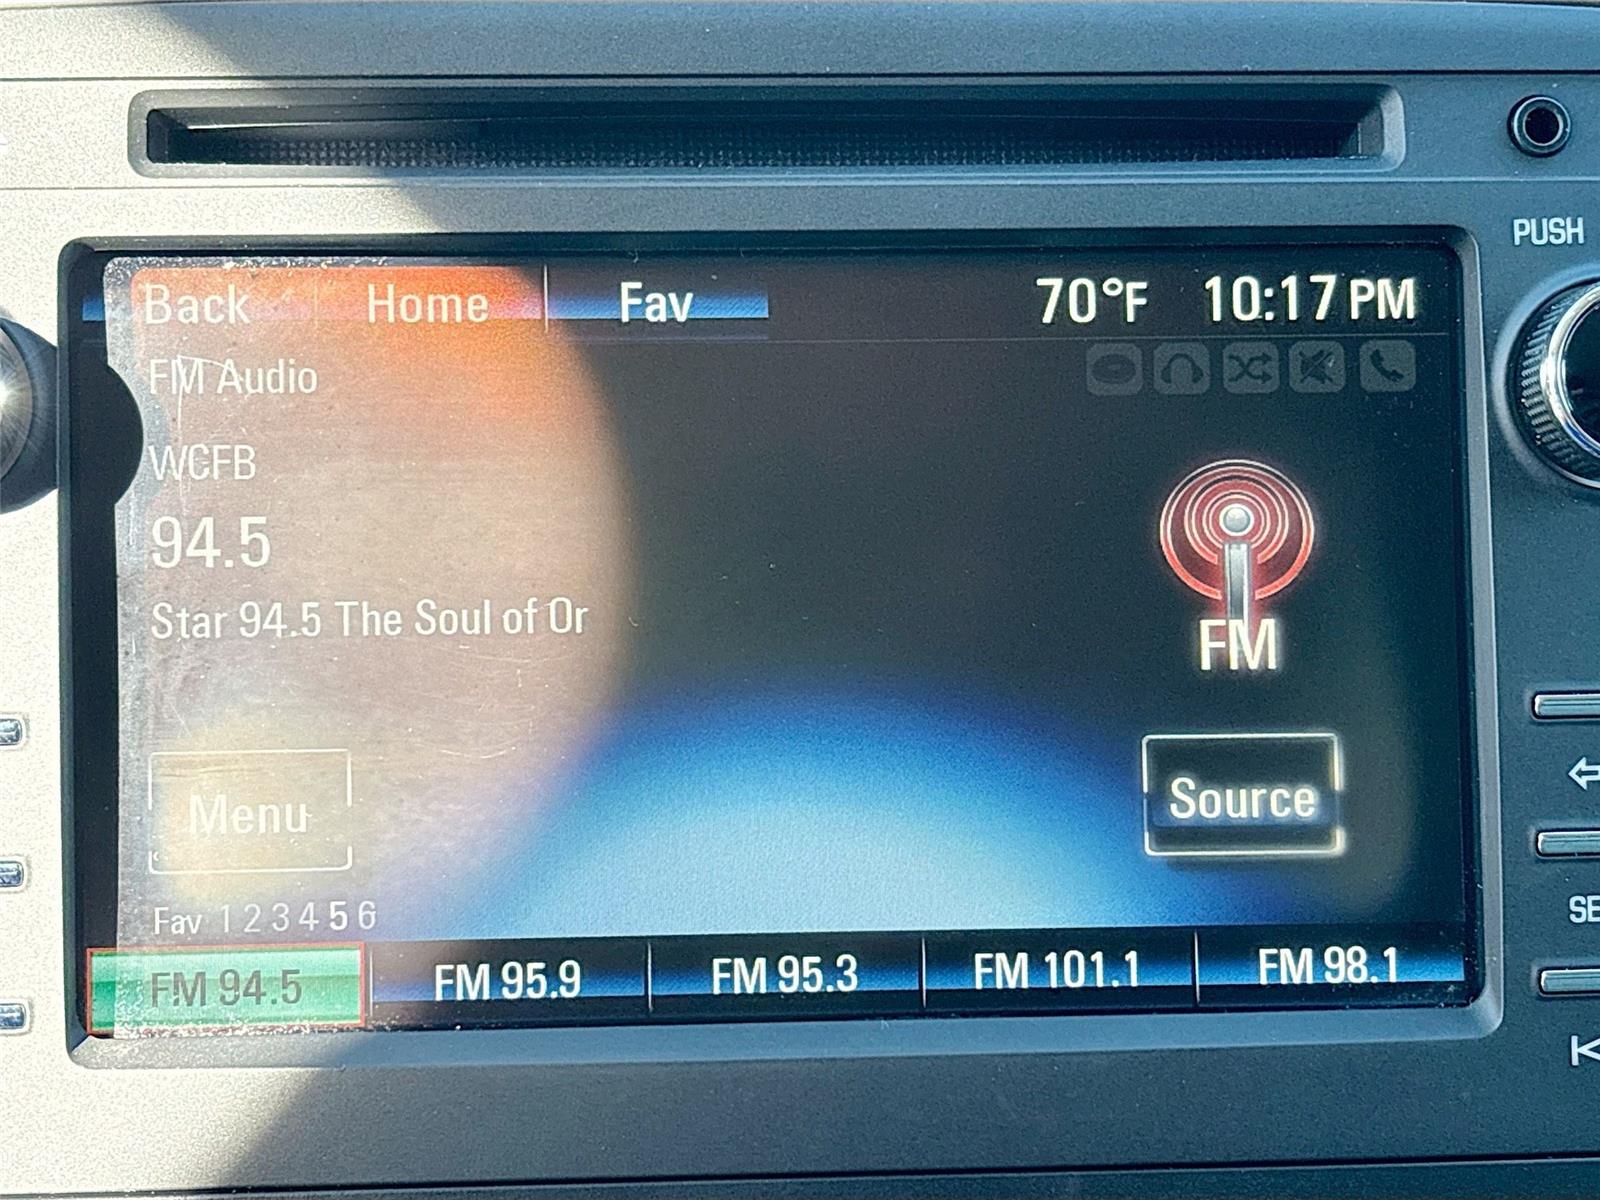 PUSH
Back Home Fav 70°F 10:17 PM
FM Audio
WCFB
94.5
Star 94.5 The Soul of Or
FM
Menu
Source
Fav 1 2 3 4 5 6
FM 94.5 FM 95.9 FM 95.3 FM 101.1 FM 98.1
SE